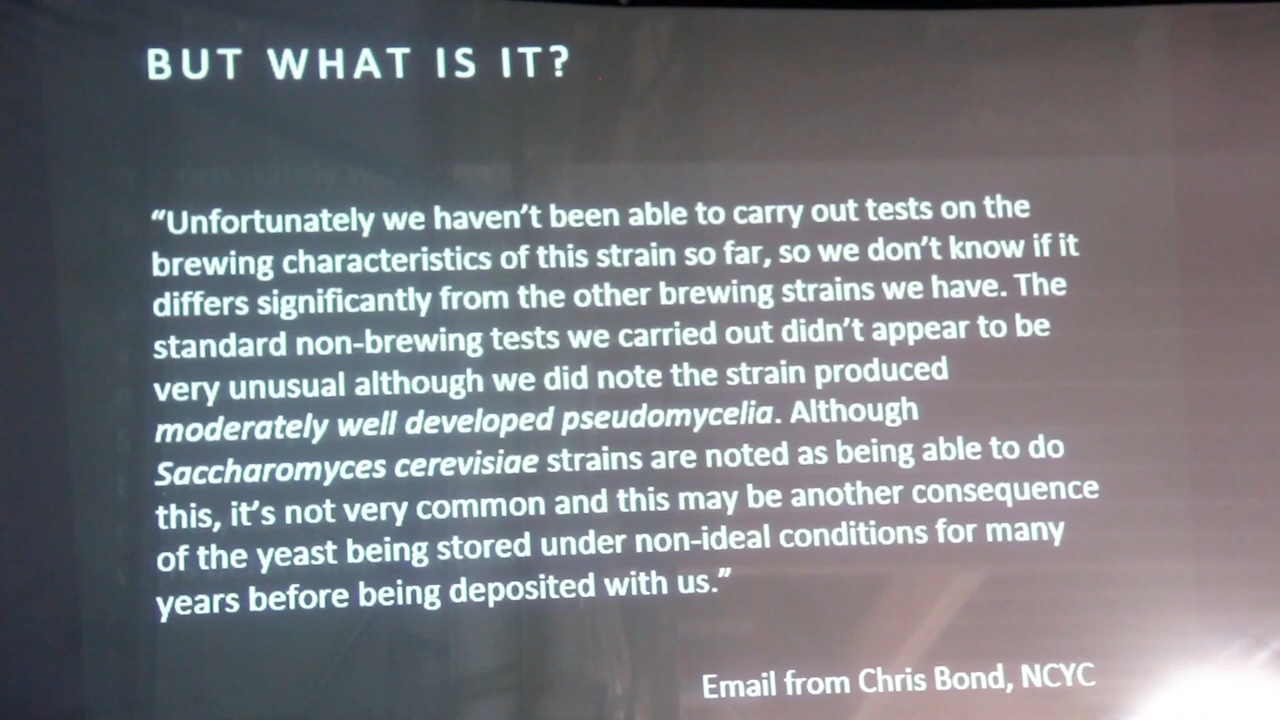 BUT WHAT IS IT?
“Unfortunately we haven’t been able to carry out tests on the
brewing characteristics of this strain so far, so we don’t know if it
differs significantly from the other brewing strains we have. The
standard non-brewing tests we carried out didn’t appear to be
very unusual although we did note the strain produced
moderately well developed pseudomycelia. Although
Saccharomyces cerevisiae strains are noted as being able to do
this, it’s not very common and this may be another consequence
of the yeast being stored under non-ideal conditions for many
years before being deposited with us.”
Email from Chris Bond, NCYC